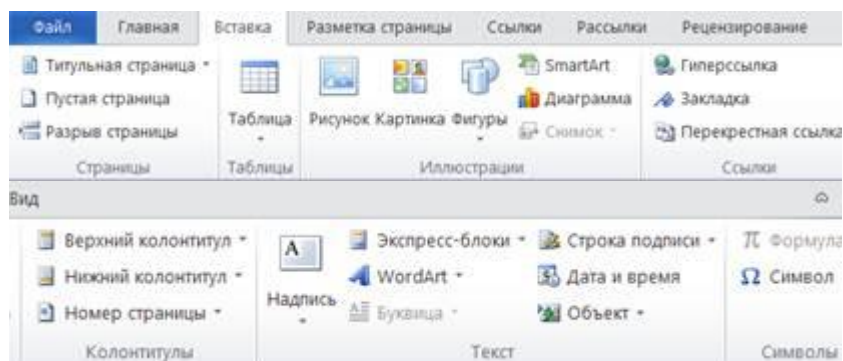 Файл Главная Вставка Разметка страницы Ссылки Рассылки Рецензирование
Титульная страница SmartArt Гиперссылка
Пустая страница Диаграмма Закладка
Таблица Рисунок Картинка Фигуры
Разрыв страницы Снимок Перекрестная ссылка
Страницы Таблицы Иллюстрации Ссылки
Вид
Верхний колонтитул A Экспресс-блоки Строка подписи π Формула
Нижний колонтитул WordArt Дата и время Ω Символ
Надпись
Номер страницы Буквица Объект
Колонтитулы Текст Символы